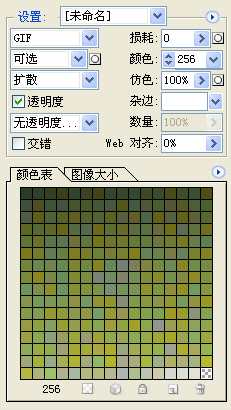 设置: [未命名]
GIF 损耗: 0
可选 颜色: 256
扩散 仿色: 100%
透明度 杂边:
无透明度... 数量: 100%
交错 Web 对齐: 0%
颜色表 图像大小
256